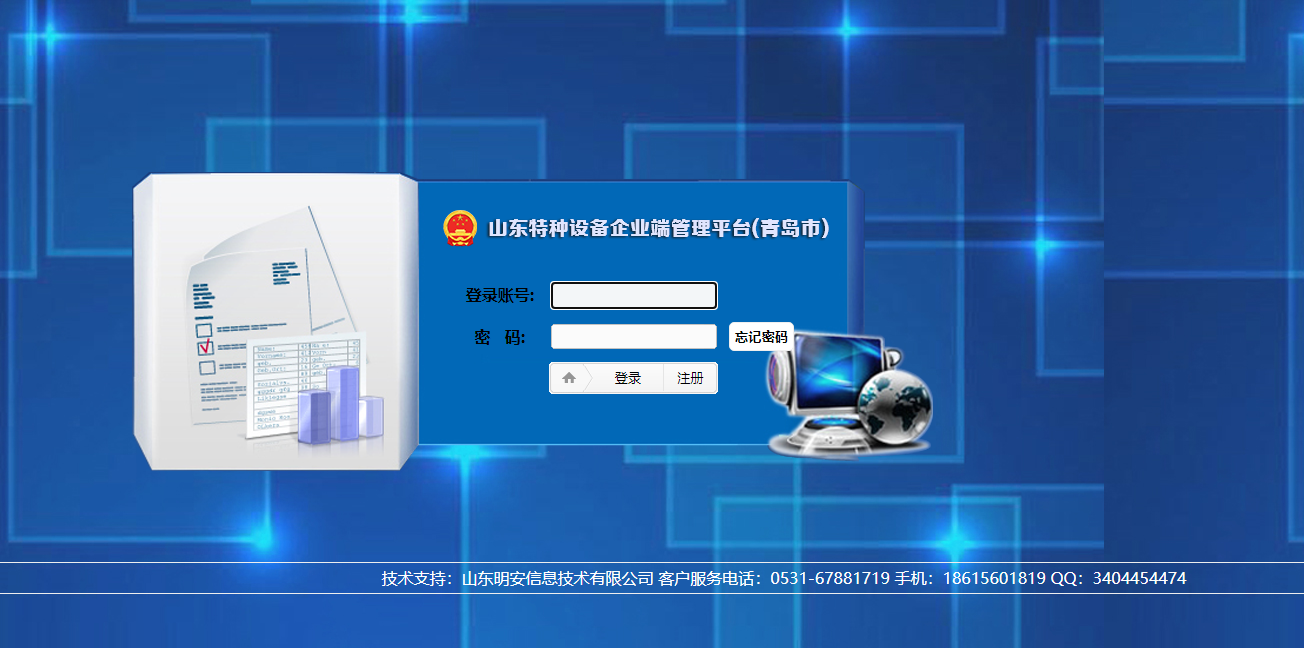 山东特种设备企业端管理平台(青岛市)
登录账号:
密 码:
忘记密码
登录 注册
技术支持：山东明安信息技术有限公司 客户服务电话：0531-67881719 手机：18615601819 QQ：3404454474